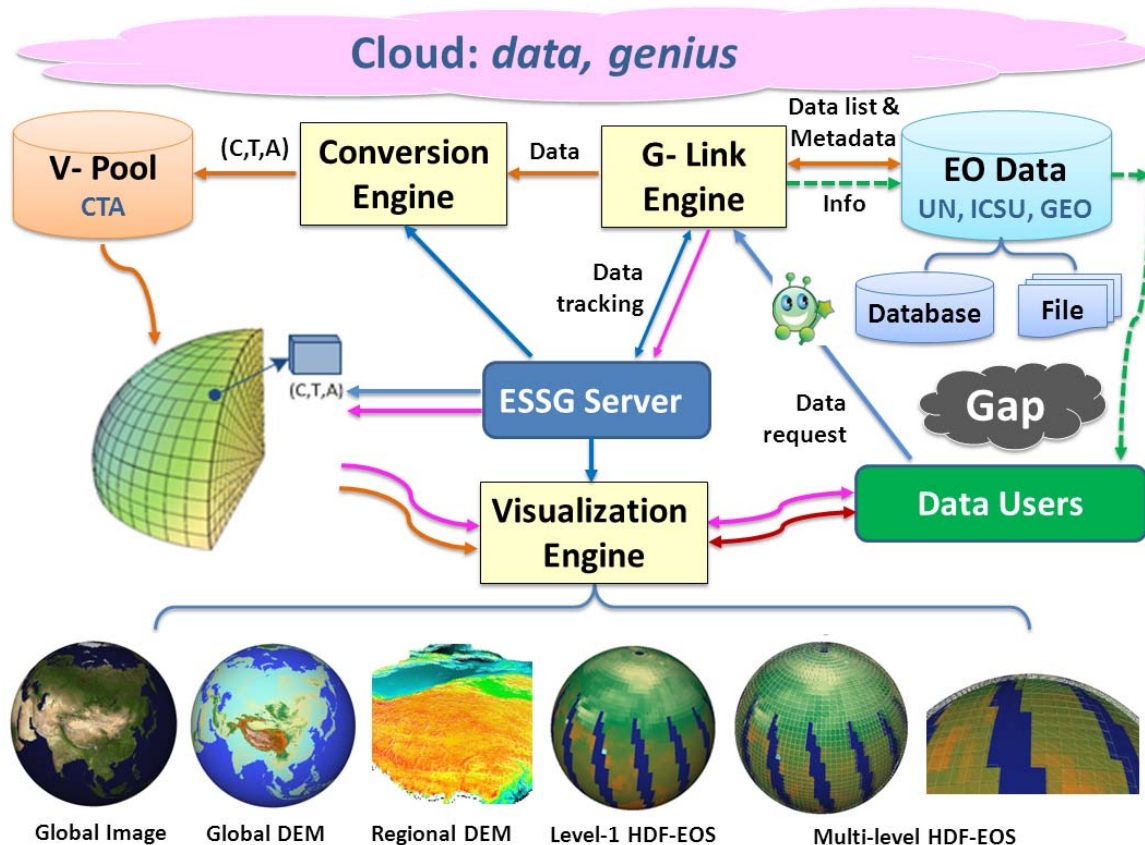 Cloud: data, genius
Data list &
Metadata
(C,T,A)
Conversion
Engine
Data
G- Link
Engine
V- Pool
CTA
EO Data
UN, ICSU, GEO
Info
Data
tracking
Database
File
(C,T,A)
ESSG Server
Gap
Data
request
Visualization
Engine
Data Users
Global Image
Global DEM
Regional DEM
Level-1 HDF-EOS
Multi-level HDF-EOS